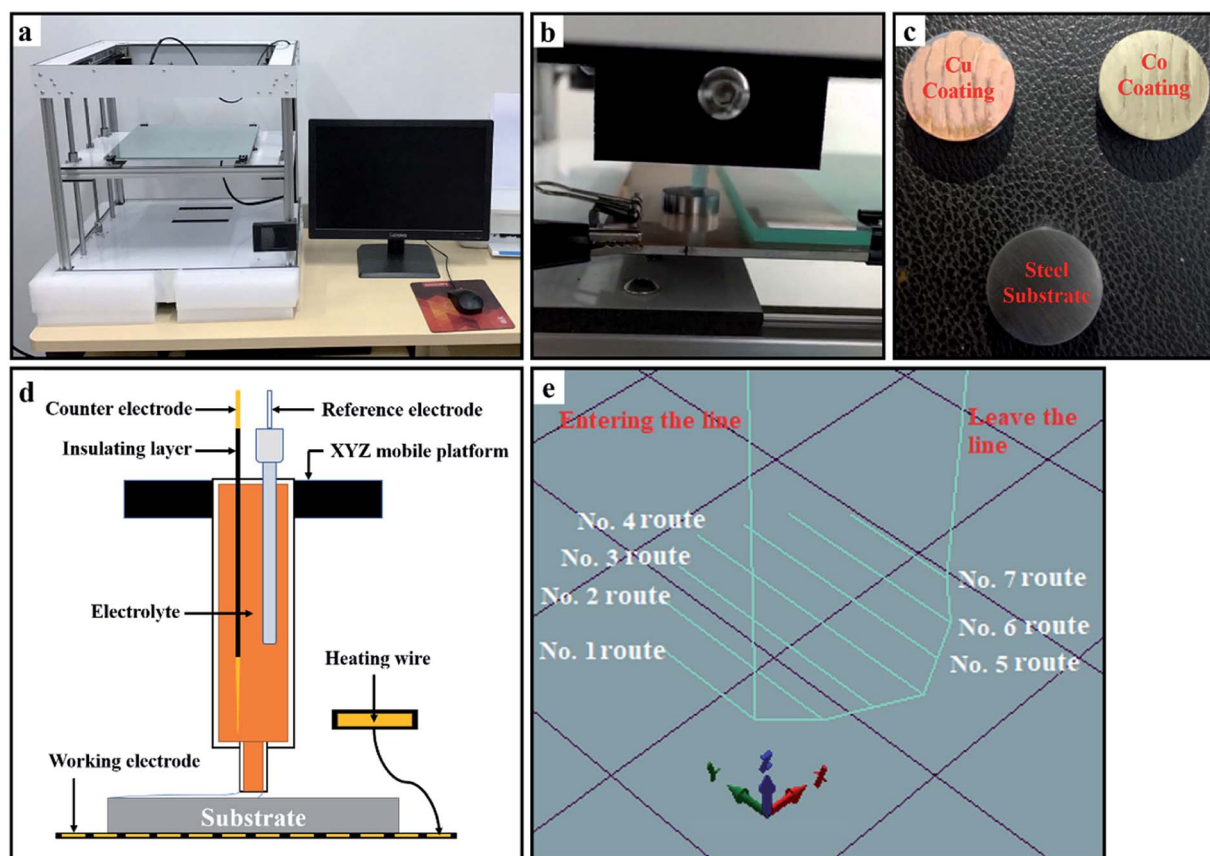 a
b
c
Cu
Coating
Co
Coating
Steel
Substrate
d
Counter electrode
Reference electrode
Insulating layer
XYZ mobile platform
Electrolyte
Heating wire
Working electrode
Substrate
e
Entering the line
Leave the
line
No. 4 route
No. 3 route
No. 2 route
No. 1 route
No. 7 route
No. 6 route
No. 5 route